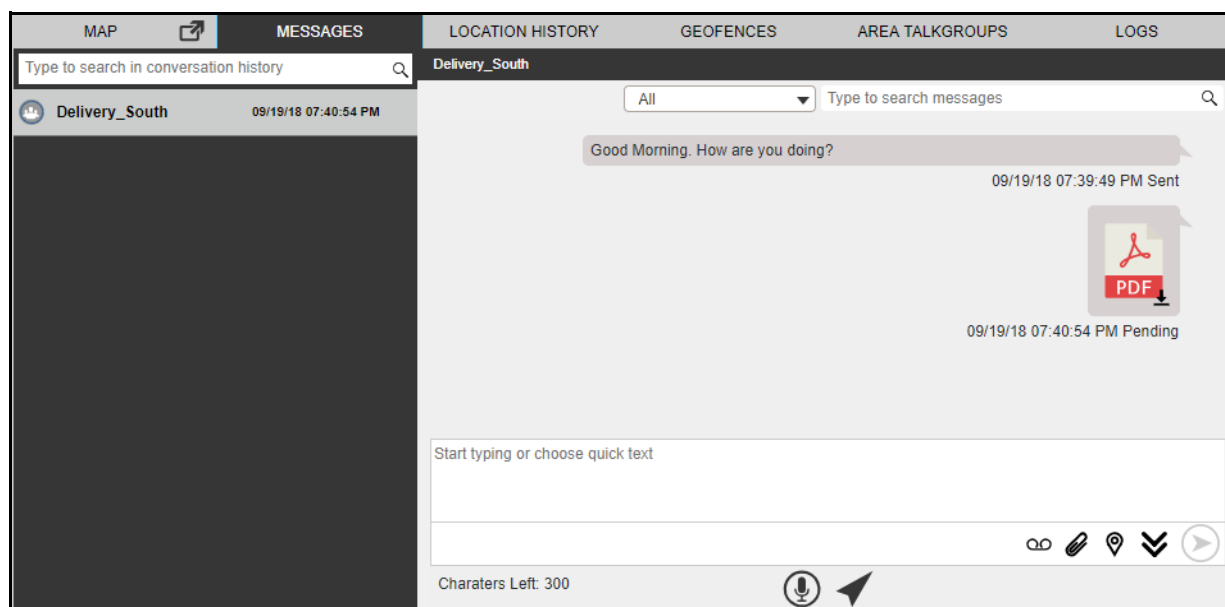 MAP MESSAGES LOCATION HISTORY GEOFENCES AREA TALKGROUPS LOGS
Type to search in conversation history
Delivery_South 09/19/18 07:40:54 PM
Delivery_South
All Type to search messages
Good Morning. How are you doing?
09/19/18 07:39:49 PM Sent
PDF
09/19/18 07:40:54 PM Pending
Start typing or choose quick text
Charaters Left: 300